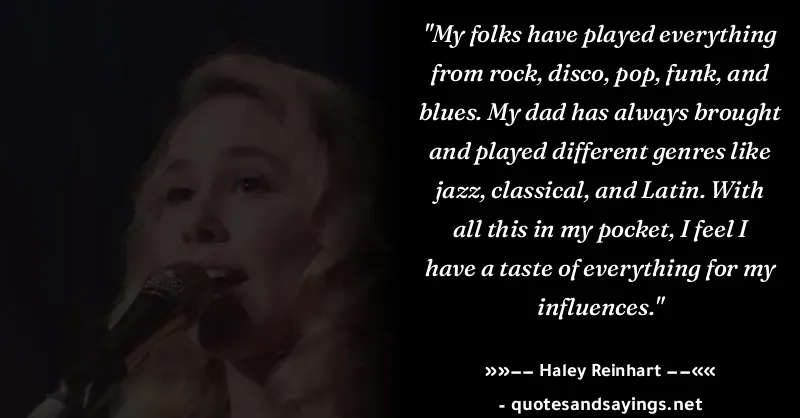 "My folks have played everything
from rock, disco, pop, funk, and
blues. My dad has always brought
and played different genres like
jazz, classical, and Latin. With
all this in my pocket, I feel I
have a taste of everything for my
influences."
»»−− Haley Reinhart −−««
- quotesandsayings.net